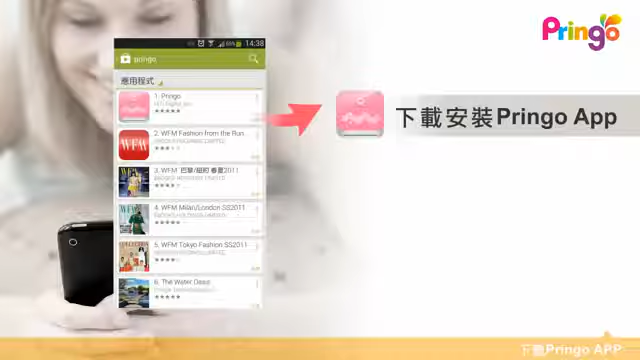 Pringo
14:38
pringo
應用程式
1. Pringo
2. WFM Fashion from the Run
3. WFM 巴黎/紐約 春夏2011
4. WFM Milan/London SS2011
5. WFM Tokyo Fashion SS2011
6. The Water Oasis
WFM
下載安裝Pringo App
下載Pringo APP